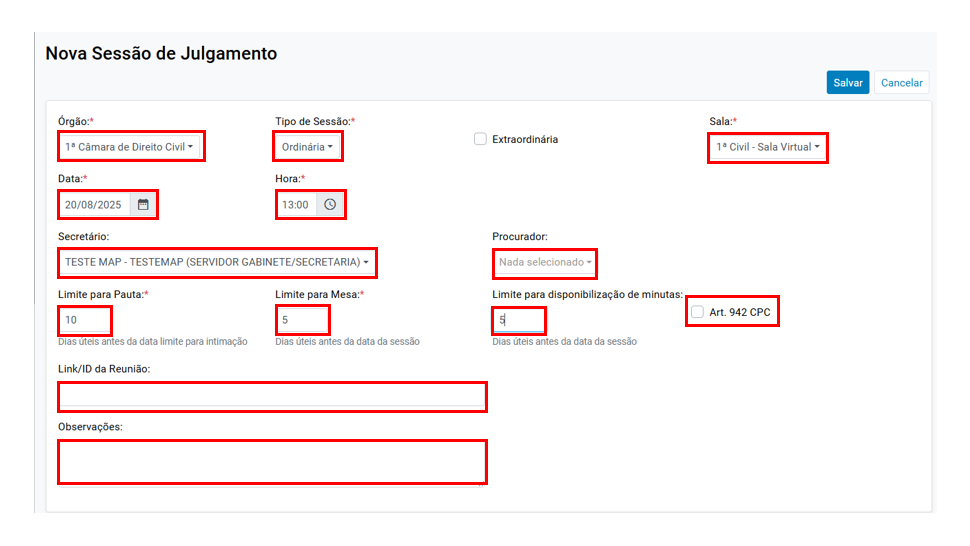 Nova Sessão de Julgamento
Salvar Cancelar
Órgão:* Tipo de Sessão:* Sala:*
1ª Câmara de Direito Civil Ordinária Extraordinária 1ª Civil - Sala Virtual
Data:* Hora:*
20/08/2025 13:00
Secretário: Procurador:
TESTE MAP - TESTEMAP (SERVIDOR GABINETE/SECRETARIA) Nada selecionado
Limite para Pauta:* Limite para Mesa:* Limite para disponibilização de minutas:
10 5 5 Art. 942 CPC
Dias úteis antes da data limite para intimação Dias úteis antes da data da sessão Dias úteis antes da data da sessão
Link/ID da Reunião:
Observações: